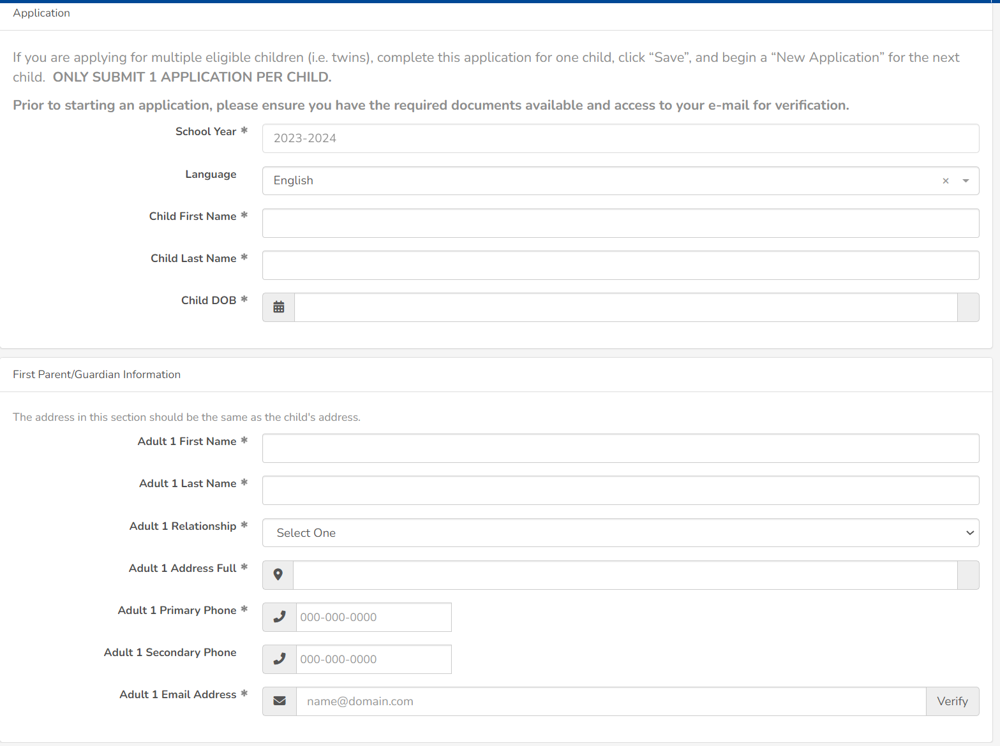 Application
If you are applying for multiple eligible children (i.e. twins), complete this application for one child, click “Save”, and begin a “New Application” for the next
child. ONLY SUBMIT 1 APPLICATION PER CHILD.
Prior to starting an application, please ensure you have the required documents available and access to your e-mail for verification.
School Year * 2023-2024
Language English × 
Child First Name *
Child Last Name *
Child DOB *
First Parent/Guardian Information
The address in this section should be the same as the child's address.
Adult 1 First Name *
Adult 1 Last Name *
Adult 1 Relationship * Select One
Adult 1 Address Full *
Adult 1 Primary Phone * 000-000-0000
Adult 1 Secondary Phone 000-000-0000
Adult 1 Email Address * name@domain.com Verify